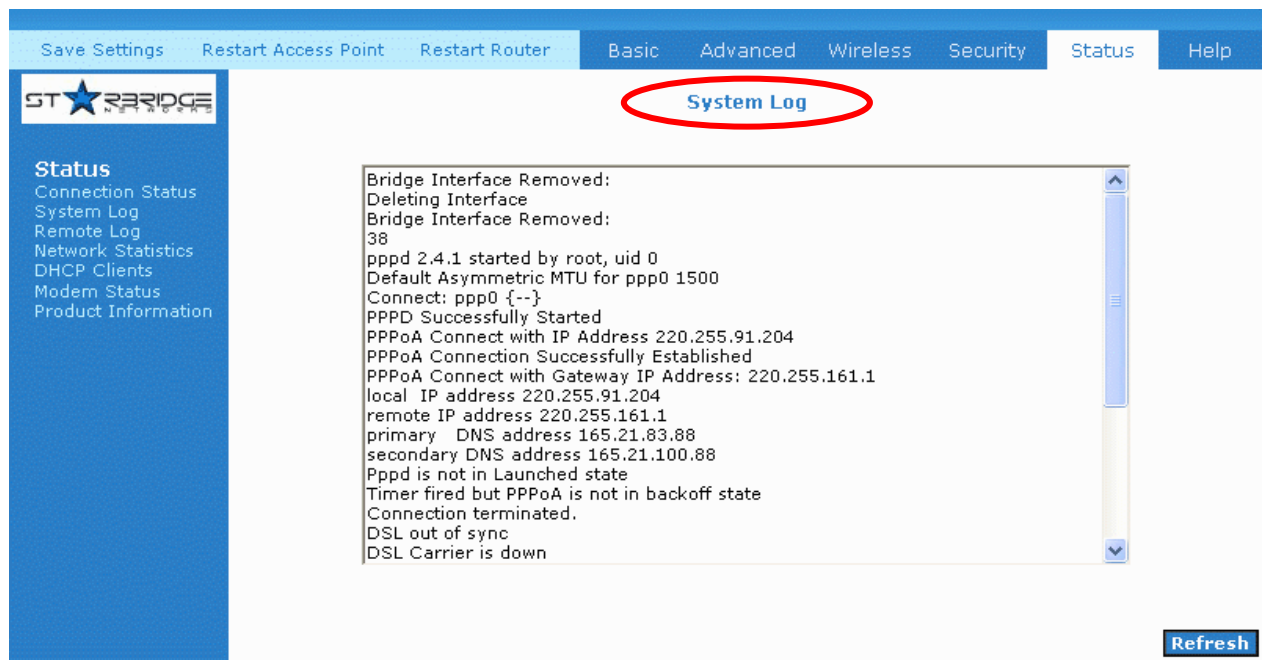 Save Settings Restart Access Point Restart Router Basic Advanced Wireless Security Status Help
ST★RBRIDGE
NETWORKS
System Log
Status
Connection Status
System Log
Remote Log
Network Statistics
DHCP Clients
Modem Status
Product Information
Bridge Interface Removed:
Deleting Interface
Bridge Interface Removed:
38
pppd 2.4.1 started by root, uid 0
Default Asymmetric MTU for ppp0 1500
Connect: ppp0 {--}
PPPD Successfully Started
PPPoA Connect with IP Address 220.255.91.204
PPPoA Connection Successfully Established
PPPoA Connect with Gateway IP Address: 220.255.161.1
local  IP address 220.255.91.204
remote IP address 220.255.161.1
primary   DNS address 165.21.83.88
secondary DNS address 165.21.100.88
Pppd is not in Launched state
Timer fired but PPPoA is not in backoff state
Connection terminated.
DSL out of sync
DSL Carrier is down
Refresh